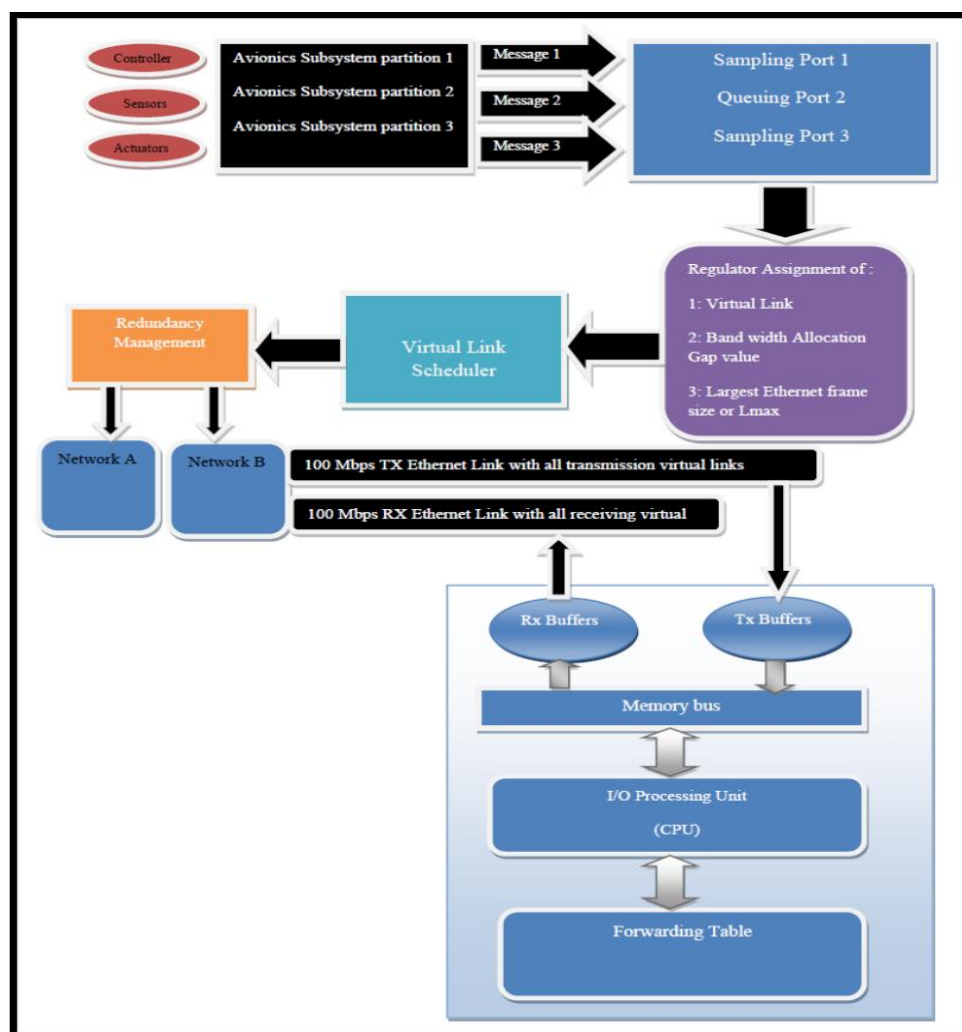 Controller
Sensors
Actuators
Avionics Subsystem partition 1
Avionics Subsystem partition 2
Avionics Subsystem partition 3
Message 1
Message 2
Message 3
Sampling Port 1
Queuing Port 2
Sampling Port 3
Regulator Assignment of :
1: Virtual Link
2: Band width Allocation
Gap value
3: Largest Ethernet frame
size or Lmax
Virtual Link
Scheduler
Redundancy
Management
Network A
Network B
100 Mbps TX Ethernet Link with all transmission virtual links
100 Mbps RX Ethernet Link with all receiving virtual
Rx Buffers
Tx Buffers
Memory bus
I/O Processing Unit
(CPU)
Forwarding Table